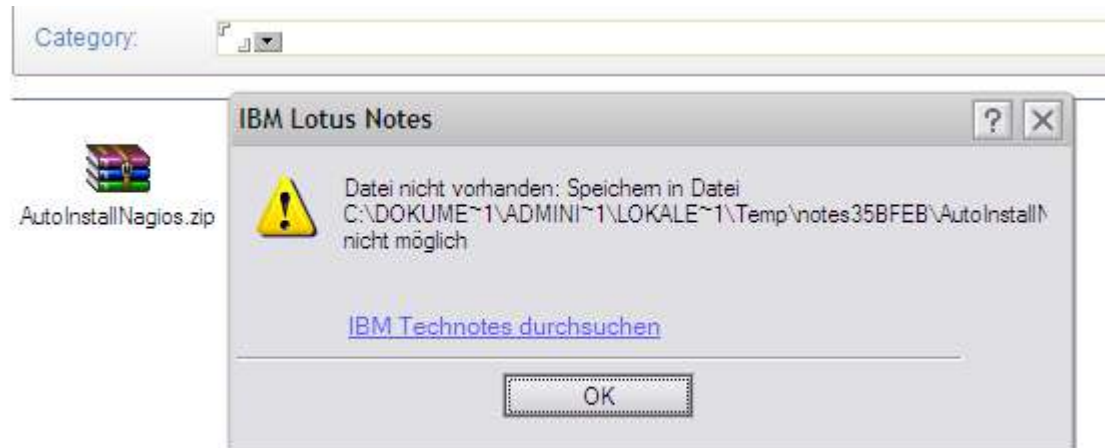 Category:
IBM Lotus Notes
AutoInstallNagios.zip
Datei nicht vorhanden: Speichern in Datei
C:\DOKUME~1\ADMINI~1\LOKALE~1\Temp\notes35BFEB\AutoInstallN
nicht möglich
IBM Technotes durchsuchen
OK